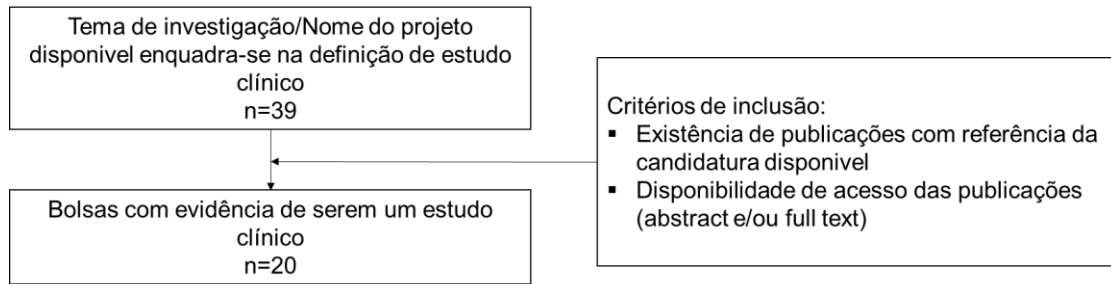 Tema de investigação/Nome do projeto
disponivel enquadra-se na definição de estudo
clínico
n=39
Critérios de inclusão:
▪ Existência de publicações com referência da
candidatura disponivel
▪ Disponibilidade de acesso das publicações
(abstract e/ou full text)
Bolsas com evidência de serem um estudo
clínico
n=20